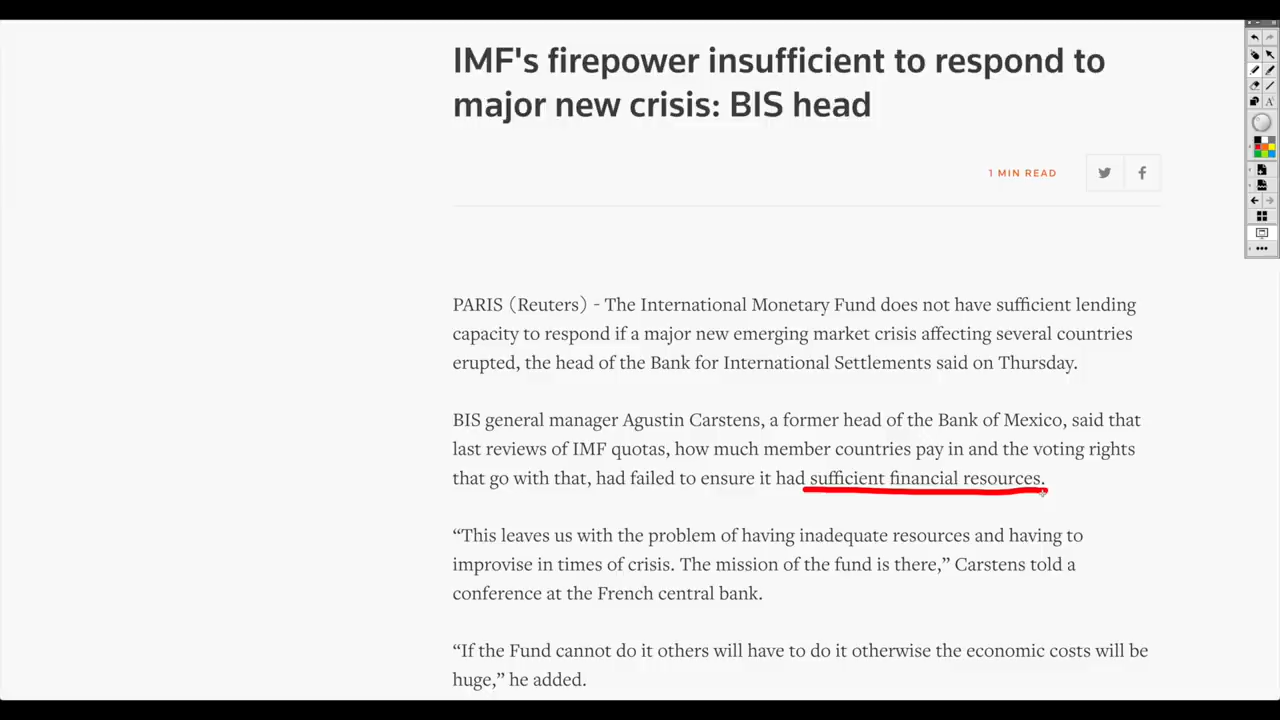 IMF's firepower insufficient to respond to
major new crisis: BIS head
1 MIN READ
PARIS (Reuters) - The International Monetary Fund does not have sufficient lending
capacity to respond if a major new emerging market crisis affecting several countries
erupted, the head of the Bank for International Settlements said on Thursday.
BIS general manager Agustin Carstens, a former head of the Bank of Mexico, said that
last reviews of IMF quotas, how much member countries pay in and the voting rights
that go with that, had failed to ensure it had sufficient financial resources.
“This leaves us with the problem of having inadequate resources and having to
improvise in times of crisis. The mission of the fund is there,” Carstens told a
conference at the French central bank.
“If the Fund cannot do it others will have to do it otherwise the economic costs will be
huge,” he added.